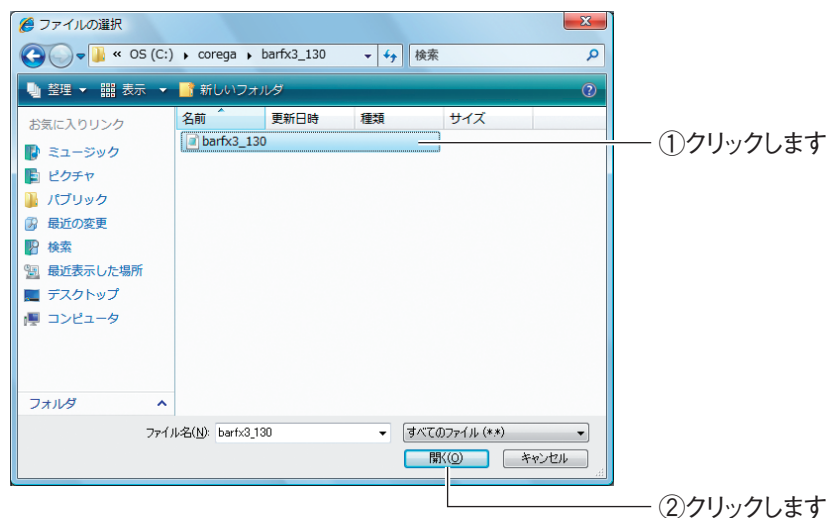 ファイルの選択
« OS (C:) ▸ corega ▸ barfx3_130
検索
整理 表示 新しいフォルダ
お気に入りリンク
ミュージック
ピクチャ
パブリック
最近の変更
検索
最近表示した場所
デスクトップ
コンピュータ
フォルダ
名前 更新日時 種類 サイズ
barfx3_130
①クリックします
ファイル名(N): barfx3_130
すべてのファイル (*.*)
開く(O) キャンセル
②クリックします